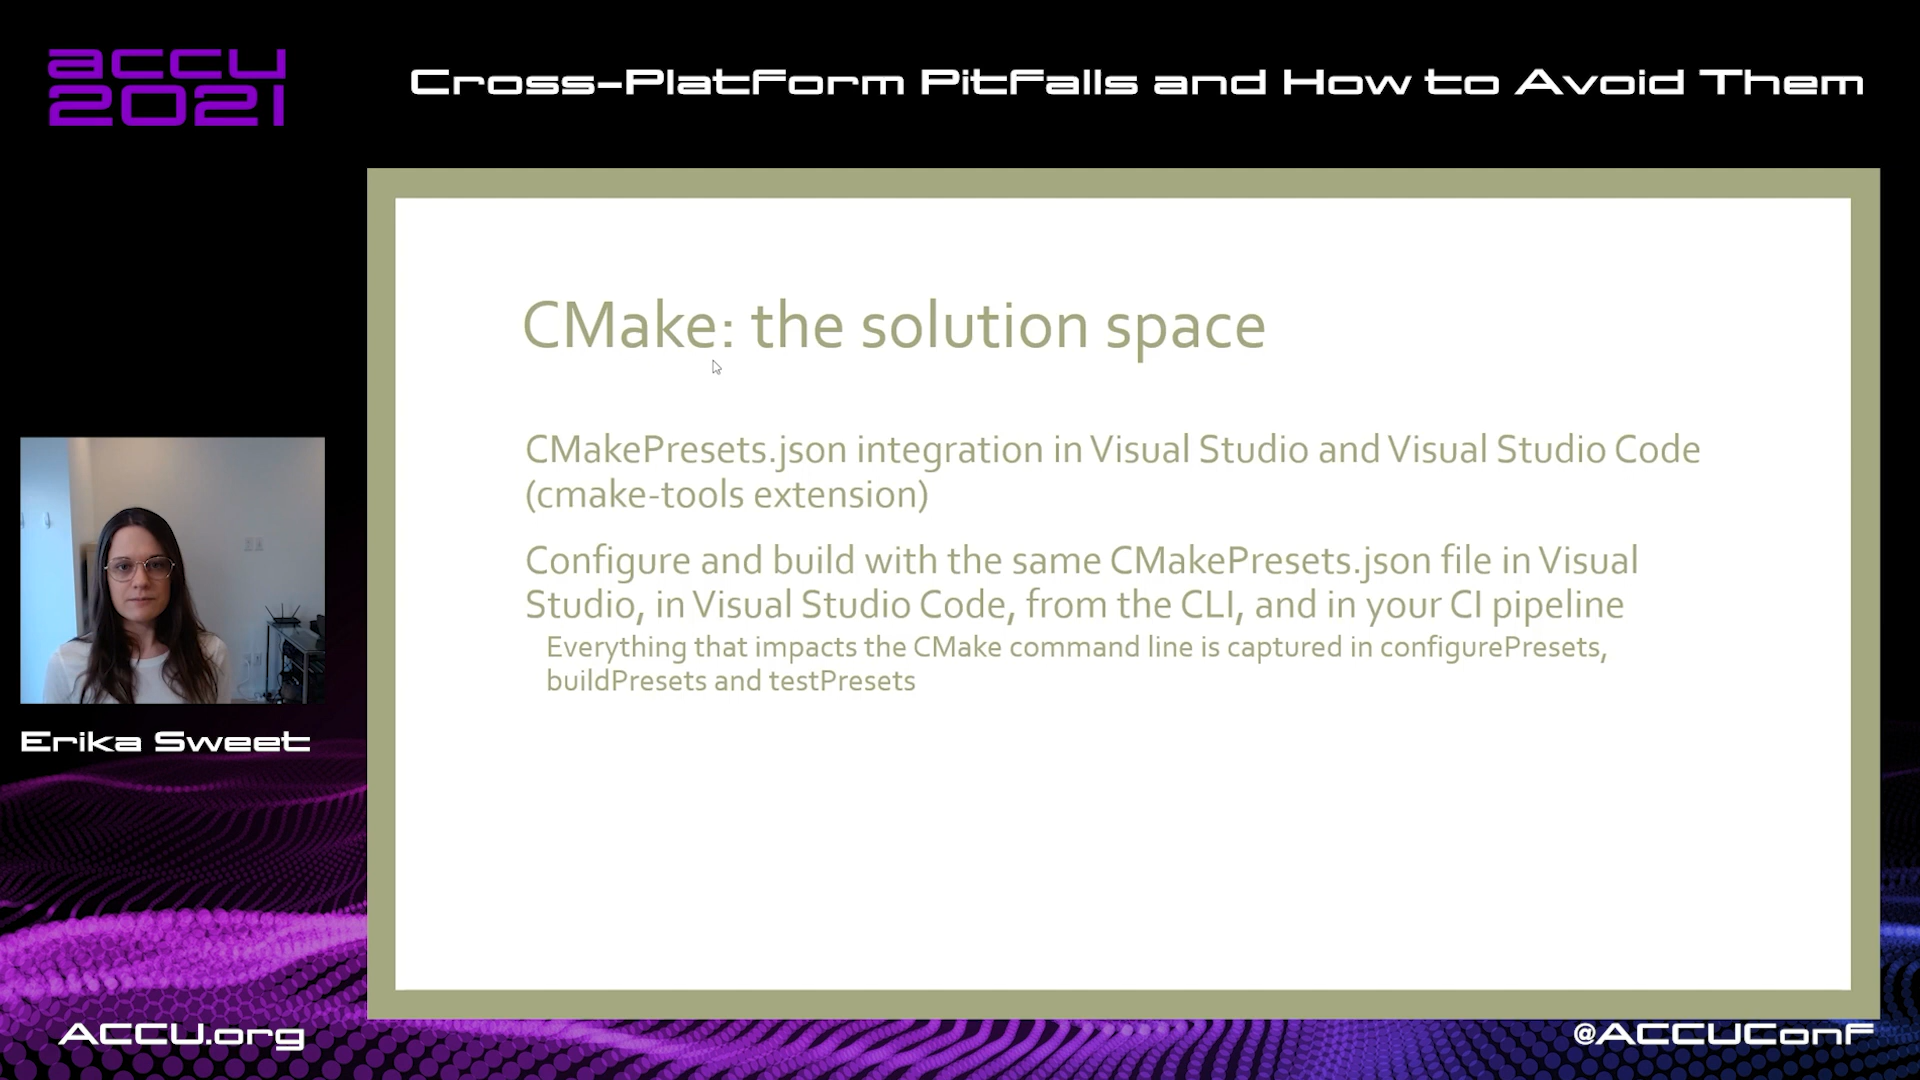 accu
2021
Cross-Platform Pitfalls and How to Avoid Them
CMake: the solution space
CMakePresets.json integration in Visual Studio and Visual Studio Code
(cmake-tools extension)
Configure and build with the same CMakePresets.json file in Visual
Studio, in Visual Studio Code, from the CLI, and in your CI pipeline
Everything that impacts the CMake command line is captured in configurePresets,
buildPresets and testPresets
Erika Sweet
ACCU.org
@ACCUConf